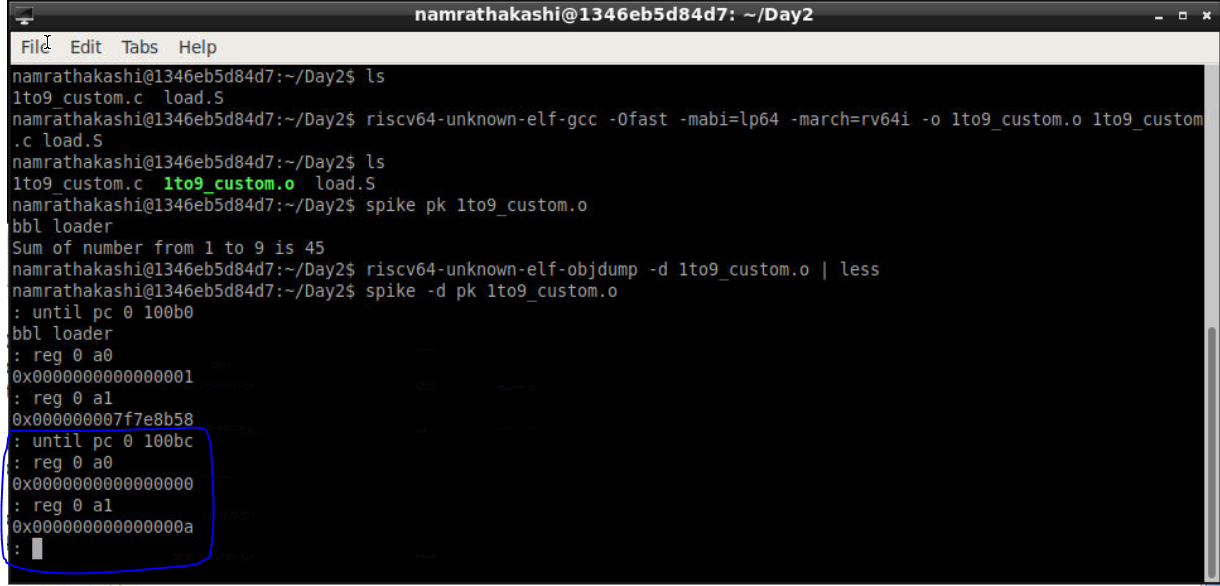 namrathakashi@1346eb5d84d7: ~/Day2
File Edit Tabs Help
namrathakashi@1346eb5d84d7:~/Day2$ ls
1to9_custom.c  load.S
namrathakashi@1346eb5d84d7:~/Day2$ riscv64-unknown-elf-gcc -Ofast -mabi=lp64 -march=rv64i -o 1to9_custom.o 1to9_custom
.c load.S
namrathakashi@1346eb5d84d7:~/Day2$ ls
1to9_custom.c  1to9_custom.o  load.S
namrathakashi@1346eb5d84d7:~/Day2$ spike pk 1to9_custom.o
bbl loader
Sum of number from 1 to 9 is 45
namrathakashi@1346eb5d84d7:~/Day2$ riscv64-unknown-elf-objdump -d 1to9_custom.o | less
namrathakashi@1346eb5d84d7:~/Day2$ spike -d pk 1to9_custom.o
: until pc 0 100b0
bbl loader
: reg 0 a0
0x0000000000000001
: reg 0 a1
0x000000007f7e8b58
: until pc 0 100bc
: reg 0 a0
0x0000000000000000
: reg 0 a1
0x000000000000000a
: